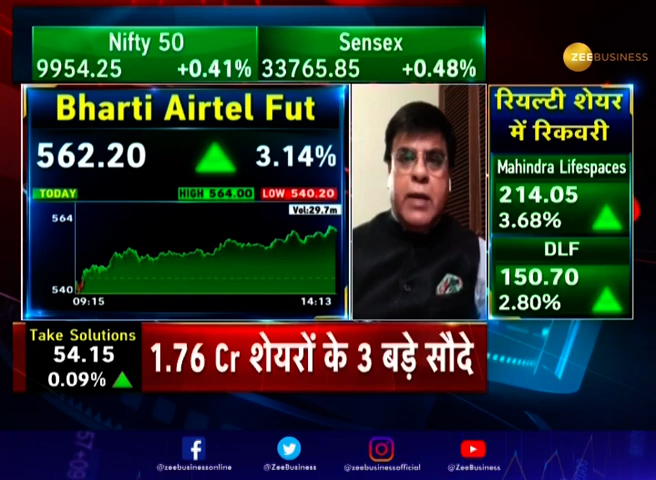 Nifty 50
9954.25 +0.41%
Sensex
33765.85 +0.48%
ZEEBUSINESS
Bharti Airtel Fut
562.20 3.14%
TODAY HIGH 564.00 LOW 540.20
Vol:29.7m
564
540
09:15 14:13
रियल्टी शेयर
में रिकवरी
Mahindra Lifespaces
214.05
3.68%
DLF
150.70
2.80%
Take Solutions
54.15
0.09%
1.76 Cr शेयरों के 3 बड़े सौदे
@zeebusinessonline @ZeeBusiness @zeebusinessofficial @ZeeBusiness